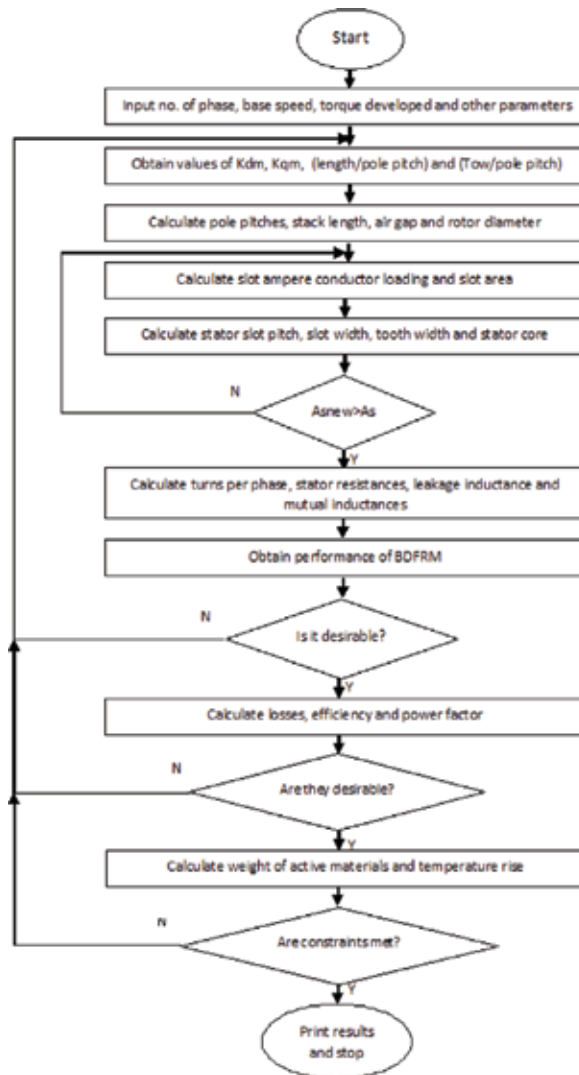 Start
Input no. of phase, base speed, torque developed and other parameters
Obtain values of Kdm, Kqm, (length/pole pitch) and (Tow/pole pitch)
Calculate pole pitches, stack length, air gap and rotor diameter
Calculate slot ampere conductor loading and slot area
Calculate stator slot pitch, slot width, tooth width and stator core
N
Asnew>As
Y
Calculate turns per phase, stator resistances, leakage inductance and
mutual inductances
Obtain performance of BDFRM
N
Is it desirable?
Y
Calculate losses, efficiency and power factor
N
Are they desirable?
Y
Calculate weight of active materials and temperature rise
N
Are constraints met?
Y
Print results
and stop